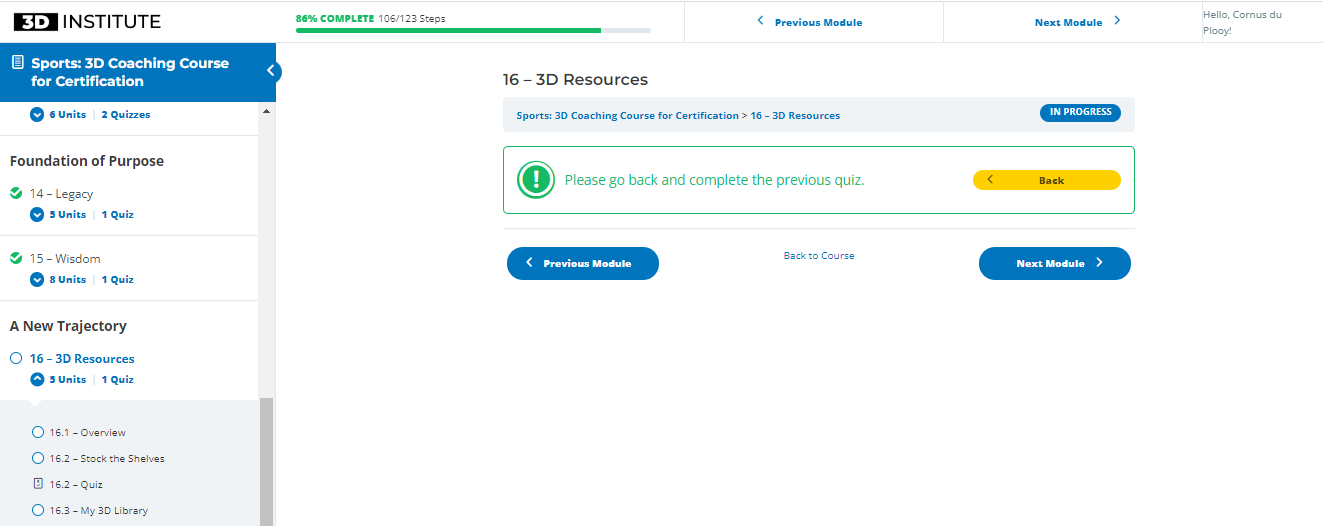 3D INSTITUTE
86% COMPLETE 106/123 Steps
Previous Module
Next Module
Hello, Cornus du
Plooy!
Sports: 3D Coaching Course
for Certification
6 Units | 2 Quizzes
Foundation of Purpose
14 – Legacy
5 Units | 1 Quiz
15 – Wisdom
8 Units | 1 Quiz
A New Trajectory
16 – 3D Resources
5 Units | 1 Quiz
16.1 – Overview
16.2 – Stock the Shelves
16.2 – Quiz
16.3 – My 3D Library
16 – 3D Resources
Sports: 3D Coaching Course for Certification > 16 – 3D Resources
IN PROGRESS
Please go back and complete the previous quiz.
Back
Previous Module
Back to Course
Next Module